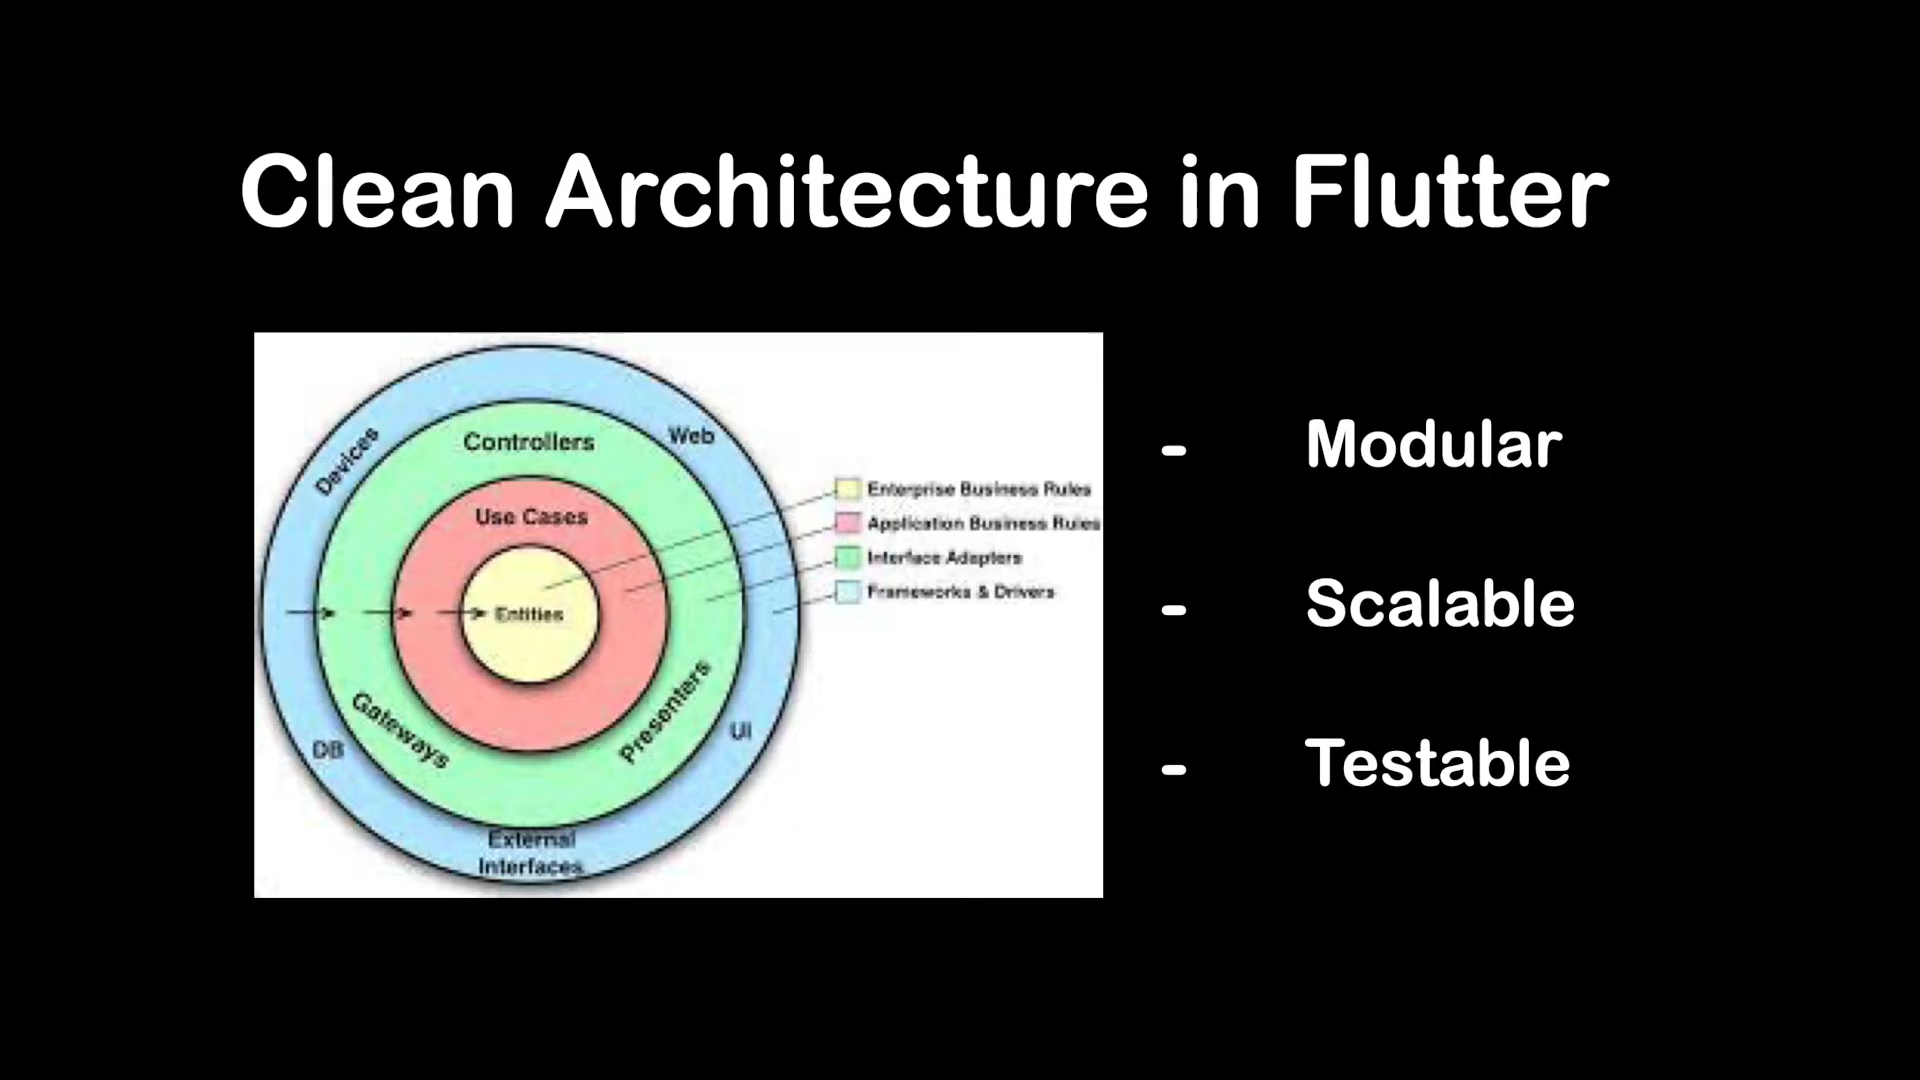 Clean Architecture in Flutter
Devices
Web
Controllers
Use Cases
Entities
Gateways
Presenters
DB
UI
External
Interfaces
Enterprise Business Rules
Application Business Rules
Interface Adapters
Frameworks & Drivers
- Modular
- Scalable
- Testable